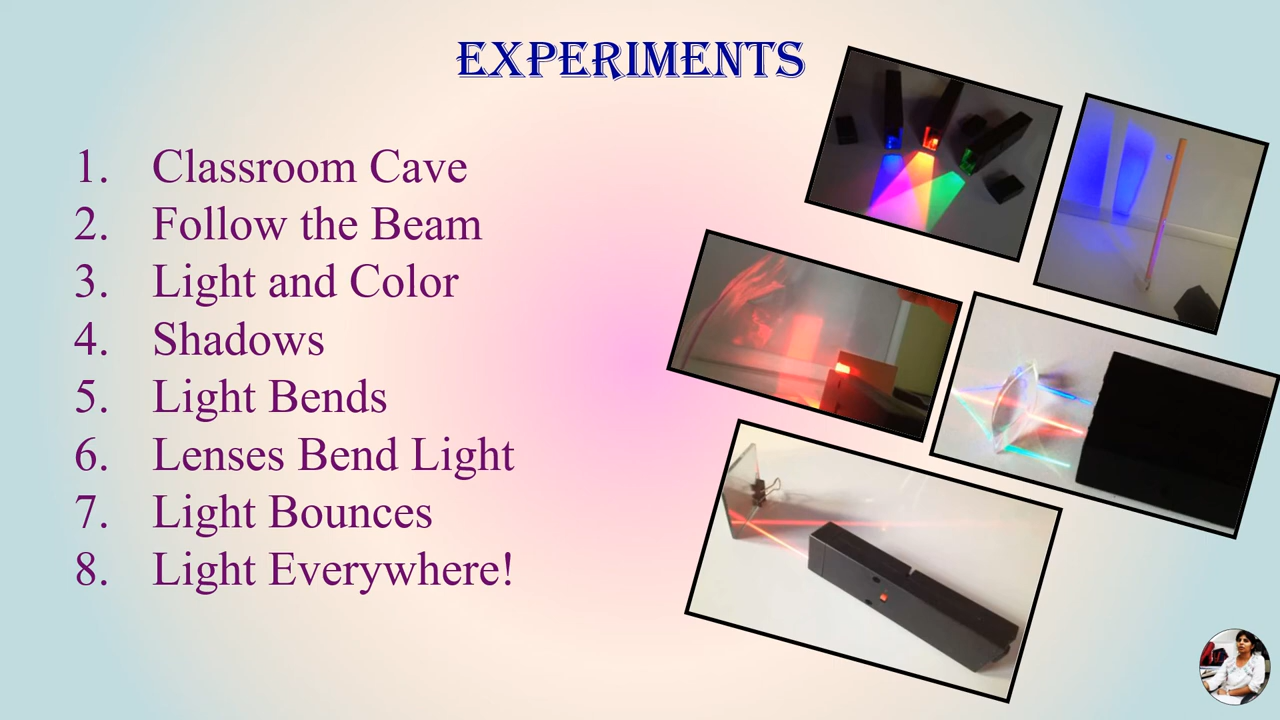 EXPERIMENTS
1. Classroom Cave
2. Follow the Beam
3. Light and Color
4. Shadows
5. Light Bends
6. Lenses Bend Light
7. Light Bounces
8. Light Everywhere!